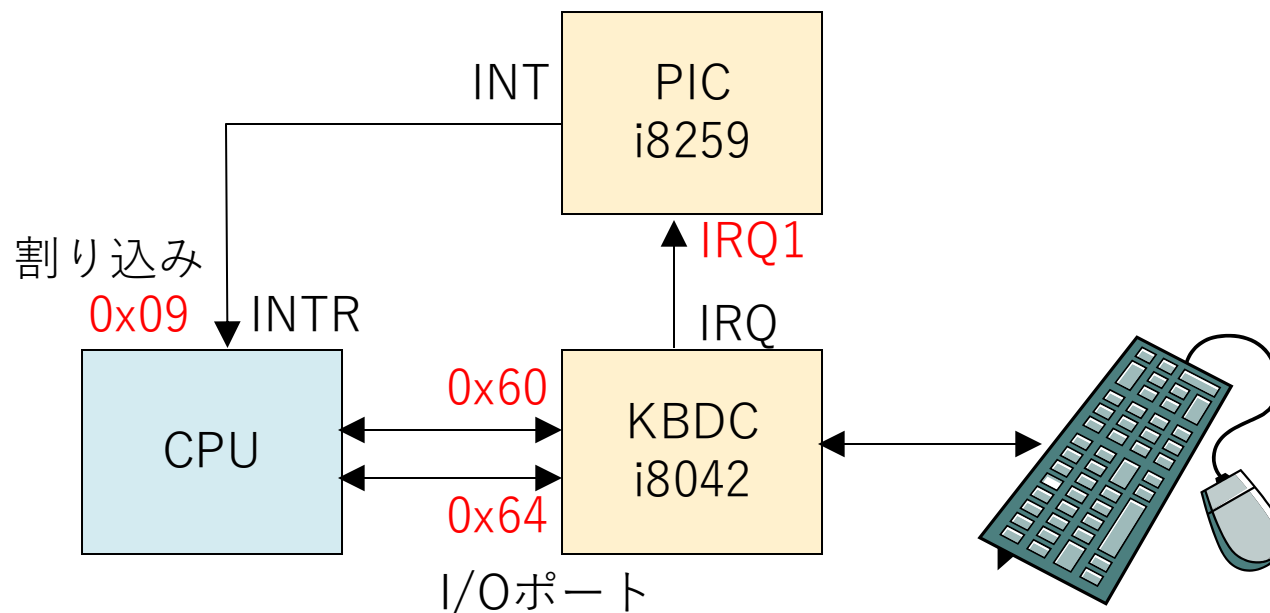 INT
PIC
i8259
割り込み
0x09
INTR
IRQ1
IRQ
0x60
CPU
KBDC
i8042
0x64
I/Oポート